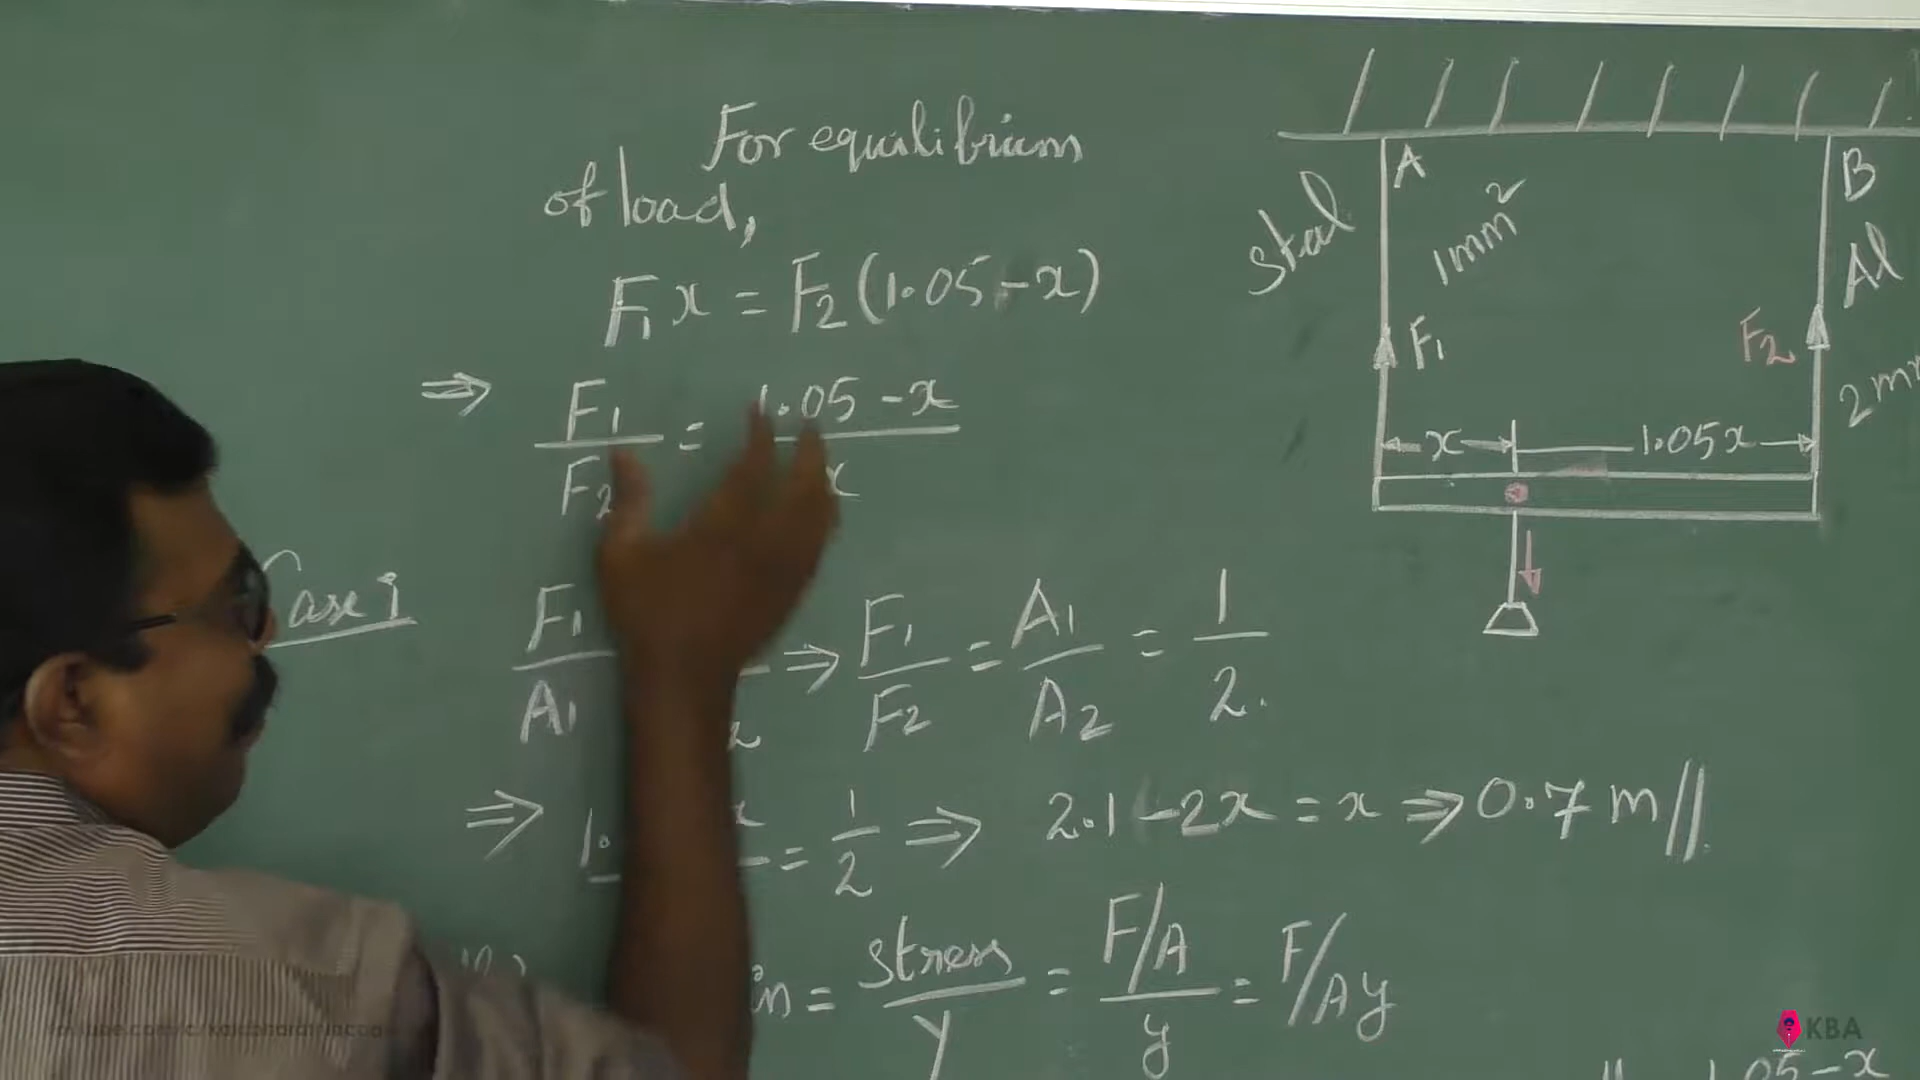 For equilibrium
of load,
F₁x = F₂(1.05-x)
⇒ F₁/F₂ = 1.05-x/x
Case i
F₁/A₁ ⇒ F₁/F₂ = A₁/A₂ = 1/2.
⇒ = 1/2 ⇒ 2.1-2x = x ⇒ 0.7 m//
in = stress/Y = F/A/y = F/Ay
1.05-x
A
B
steel
1mm²
Al
F₁
F₂
x
1.05x
KBA